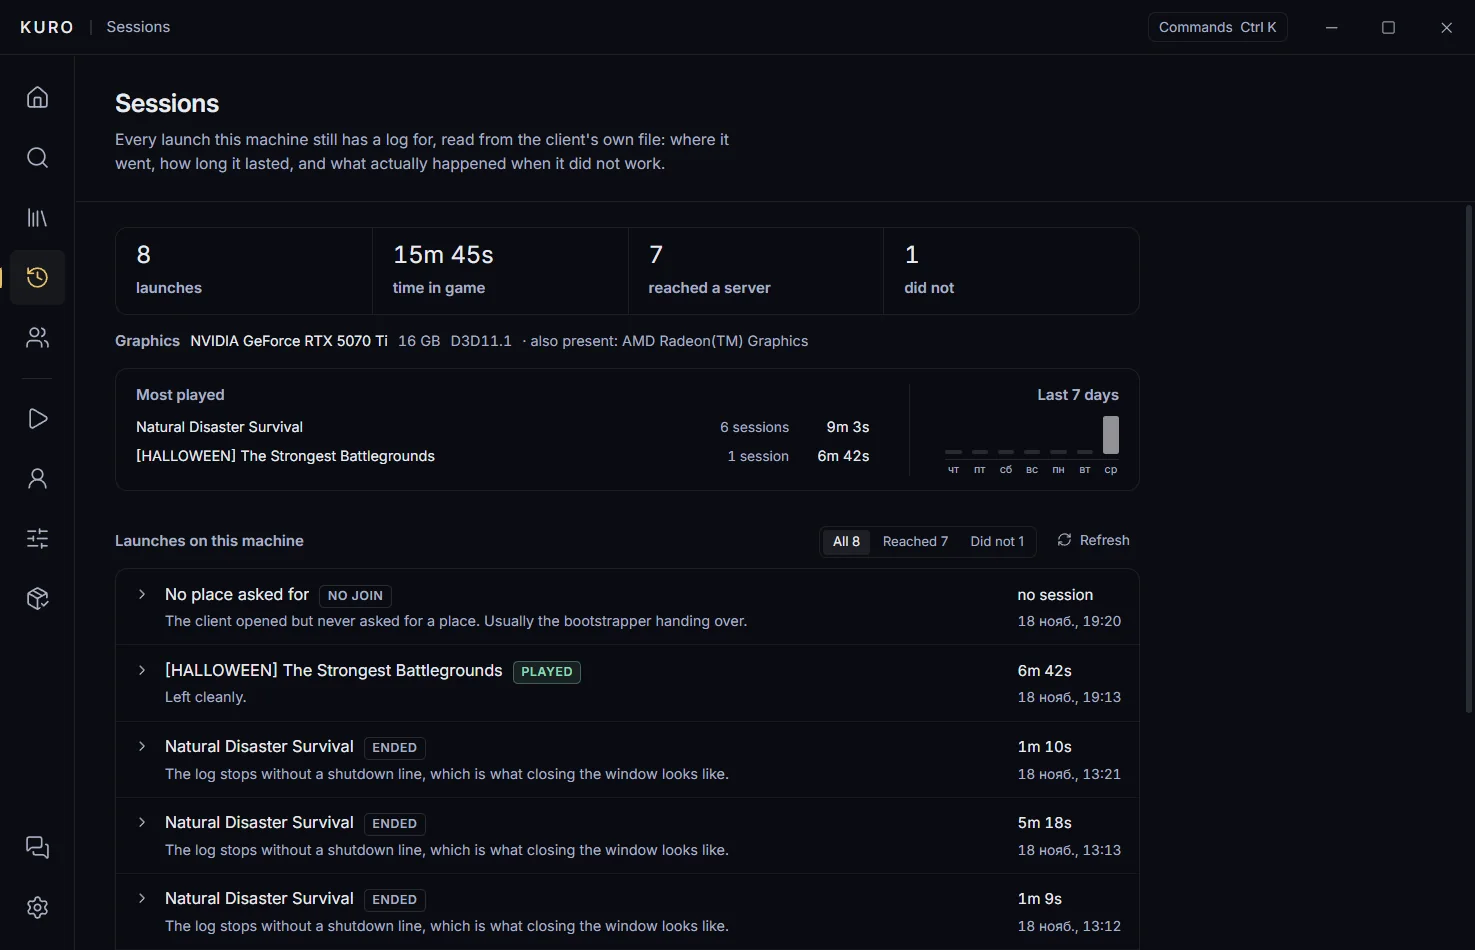 KURO | Sessions
Commands Ctrl K
Sessions
Every launch this machine still has a log for, read from the client's own file: where it
went, how long it lasted, and what actually happened when it did not work.
8
launches
15m 45s
time in game
7
reached a server
1
did not
Graphics NVIDIA GeForce RTX 5070 Ti 16 GB D3D11.1 · also present: AMD Radeon(TM) Graphics
Most played
Natural Disaster Survival 6 sessions 9m 3s
[HALLOWEEN] The Strongest Battlegrounds 1 session 6m 42s
Last 7 days
чт пт сб вс пн вт ср
Launches on this machine
All 8 Reached 7 Did not 1 Refresh
No place asked for NO JOIN no session
The client opened but never asked for a place. Usually the bootstrapper handing over. 18 нояб., 19:20
[HALLOWEEN] The Strongest Battlegrounds PLAYED 6m 42s
Left cleanly. 18 нояб., 19:13
Natural Disaster Survival ENDED 1m 10s
The log stops without a shutdown line, which is what closing the window looks like. 18 нояб., 13:21
Natural Disaster Survival ENDED 5m 18s
The log stops without a shutdown line, which is what closing the window looks like. 18 нояб., 13:13
Natural Disaster Survival ENDED 1m 9s
The log stops without a shutdown line, which is what closing the window looks like. 18 нояб., 13:12